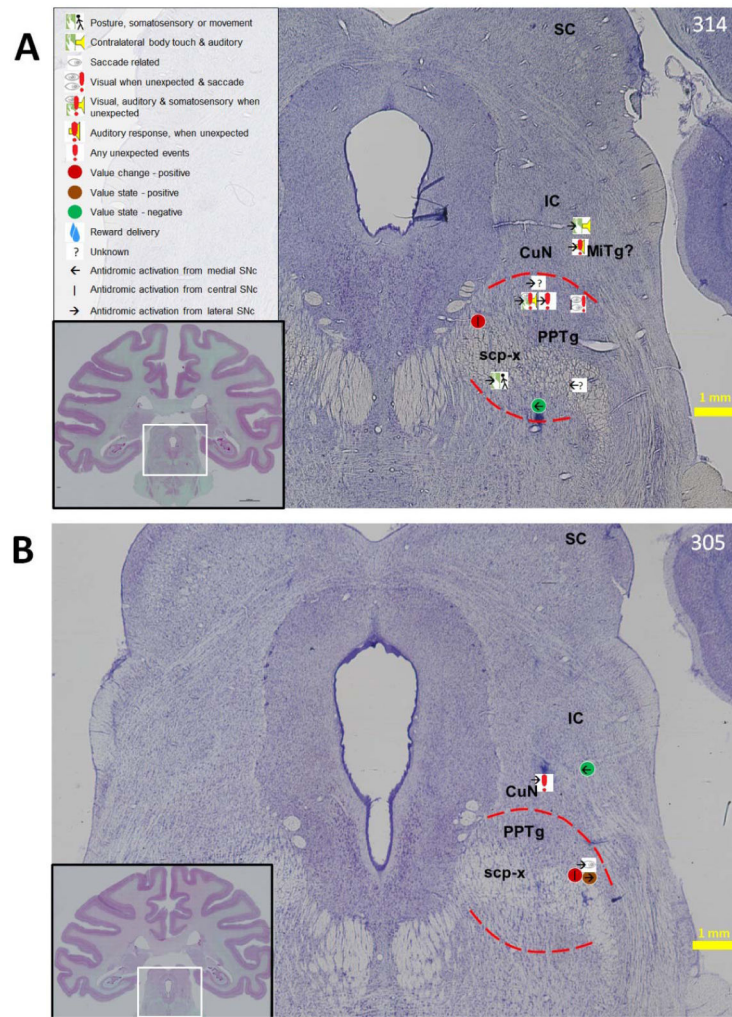 A
Posture, somatosensory or movement
Contralateral body touch & auditory
Saccade related
Visual when unexpected & saccade
Visual, auditory & somatosensory when
unexpected
Auditory response, when unexpected
Any unexpected events
Value change - positive
Value state - positive
Value state - negative
Reward delivery
? Unknown
Antidromic activation from medial SNc
Antidromic activation from central SNc
Antidromic activation from lateral SNc
SC
314
IC
CuN
MiTg?
?
PPTg
scp-x
?
1 mm
B
SC
305
IC
CuN
PPTg
scp-x
1 mm